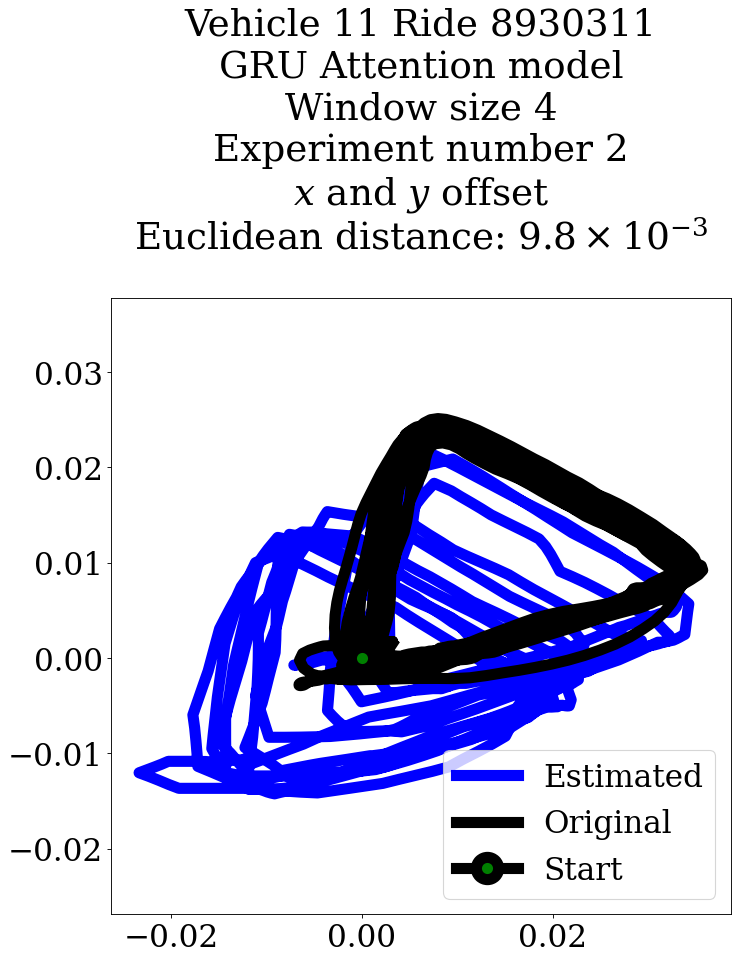 Vehicle 11 Ride 8930311
GRU Attention model
Window size 4
Experiment number 2
x and y offset
Euclidean distance: 9.8 × 10⁻³
0.03
0.02
0.01
0.00
−0.01
−0.02
−0.02
0.00
0.02
Estimated
Original
Start